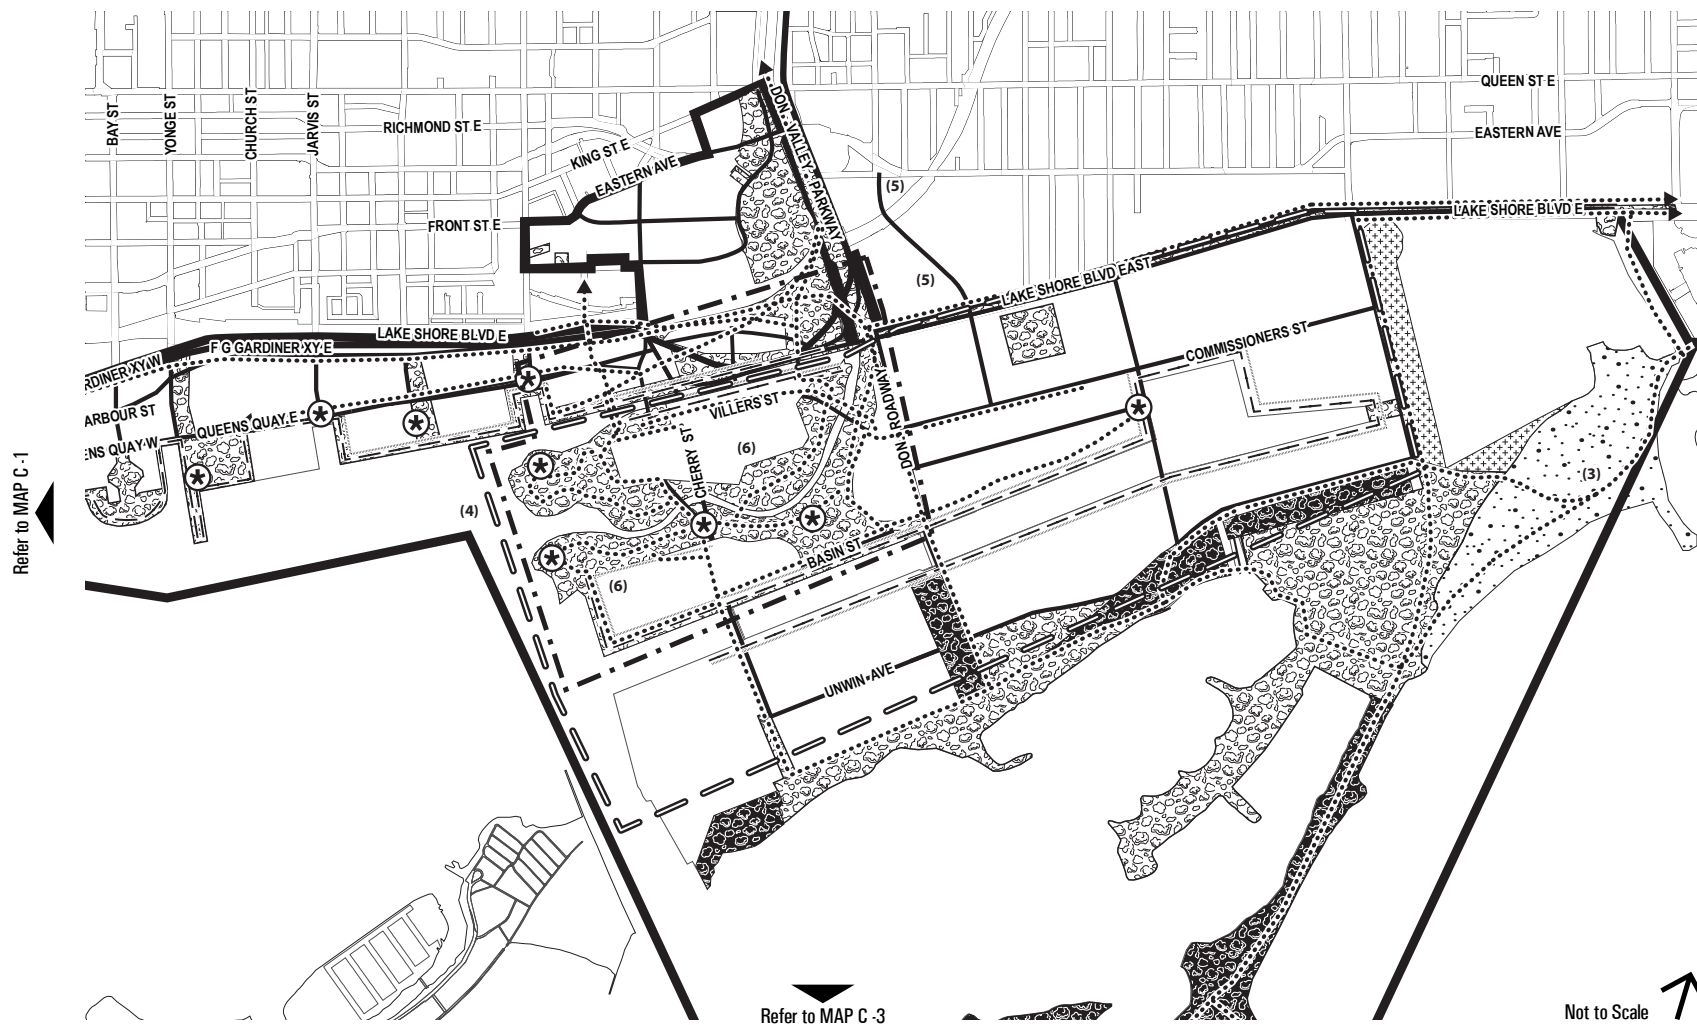 QUEEN ST E
BAY ST
YONGE ST
CHURCH ST
JARVIS ST
RICHMOND ST E
DON VALLEY PARKWAY
EASTERN AVE
KING ST E
EASTERN AVE
(5)
FRONT ST E
LAKE SHORE BLVD E
(5)
LAKE SHORE BLVD EAST
LAKE SHORE BLVD E
F G GARDINER XY E
RDINER XY W
COMMISSIONERS ST
ARBOUR ST
QUEENS QUAY E
ENS QUAY W
VILLERS ST
DON ROADWAY
CHERRY ST
(6)
(3)
(4)
Refer to MAP C -1
BASIN ST
(6)
UNWIN AVE
Refer to MAP C -3
Not to Scale